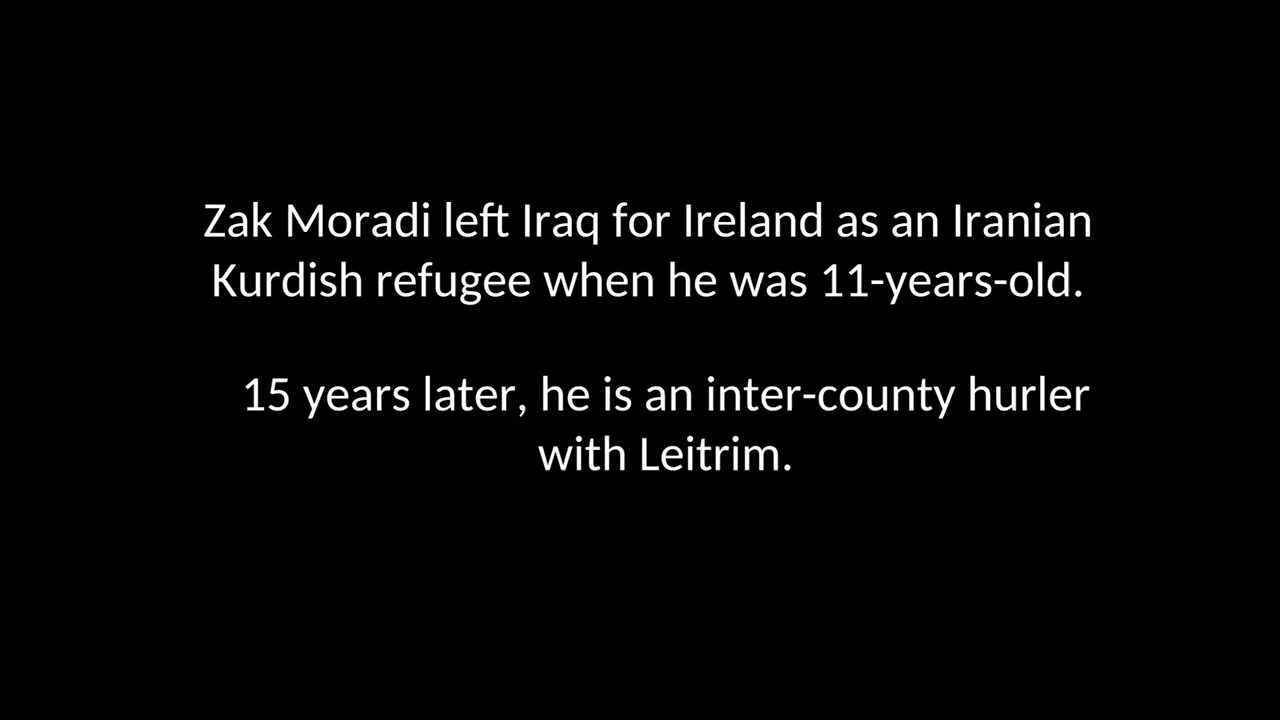 Zak Moradi left Iraq for Ireland as an Iranian
Kurdish refugee when he was 11-years-old.
15 years later, he is an inter-county hurler
with Leitrim.